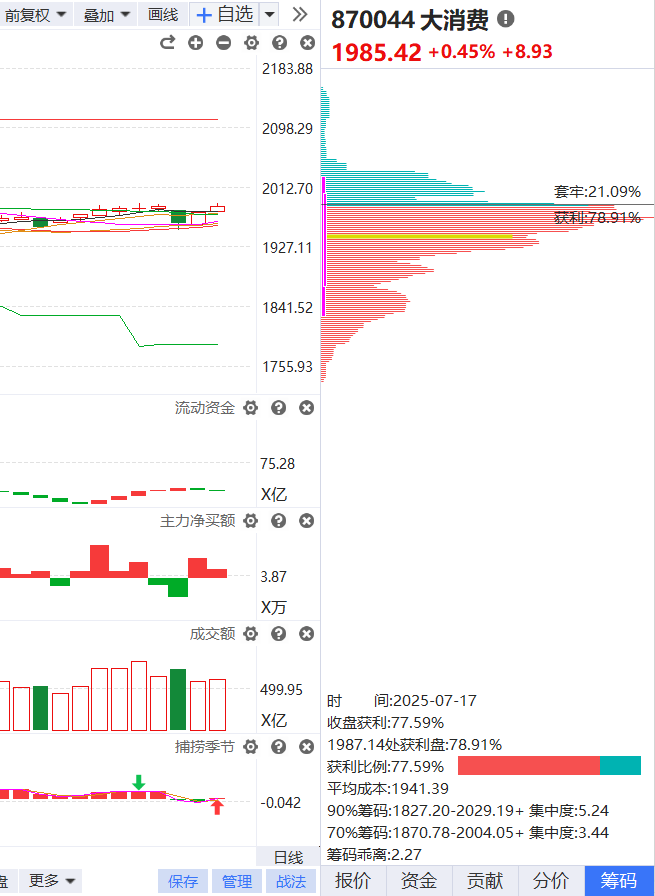 前复权 叠加 画线 自选
870044 大消费
1985.42 +0.45% +8.93
2183.88
2098.29
2012.70
套牢:21.09%
获利:78.91%
1927.11
1841.52
1755.93
流动资金
75.28
X亿
主力净买额
3.87
X万
成交额
499.95
X亿
时 间:2025-07-17
收盘获利:77.59%
1987.14处获利盘:78.91%
捕捞季节
获利比例:77.59%
平均成本:1941.39
-0.042
90%筹码:1827.20-2029.19+ 集中度:5.24
70%筹码:1870.78-2004.05+ 集中度:3.44
日线
筹码乖离:2.27
盘 更多 保存 管理 战法
报价 资金 贡献 分价 筹码